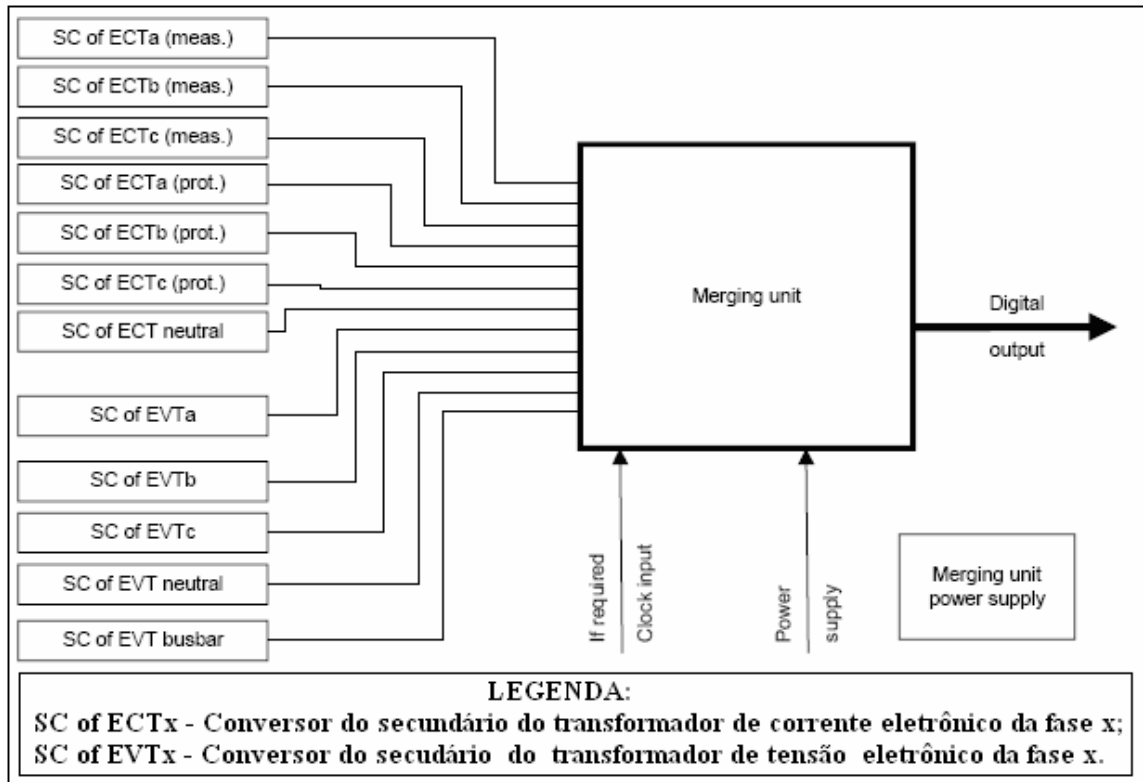 SC of ECTa (meas.)
SC of ECTb (meas.)
SC of ECTc (meas.)
SC of ECTa (prot.)
SC of ECTb (prot.)
SC of ECTc (prot.)
SC of ECT neutral
SC of EVTa
SC of EVTb
SC of EVTc
SC of EVT neutral
SC of EVT busbar
Merging unit
Digital
output
If required
Clock input
Power
supply
Merging unit
power supply
LEGENDA:
SC of ECTx - Conversor do secundário do transformador de corrente eletrônico da fase x;
SC of EVTx - Conversor do secudário do transformador de tensão eletrônico da fase x.